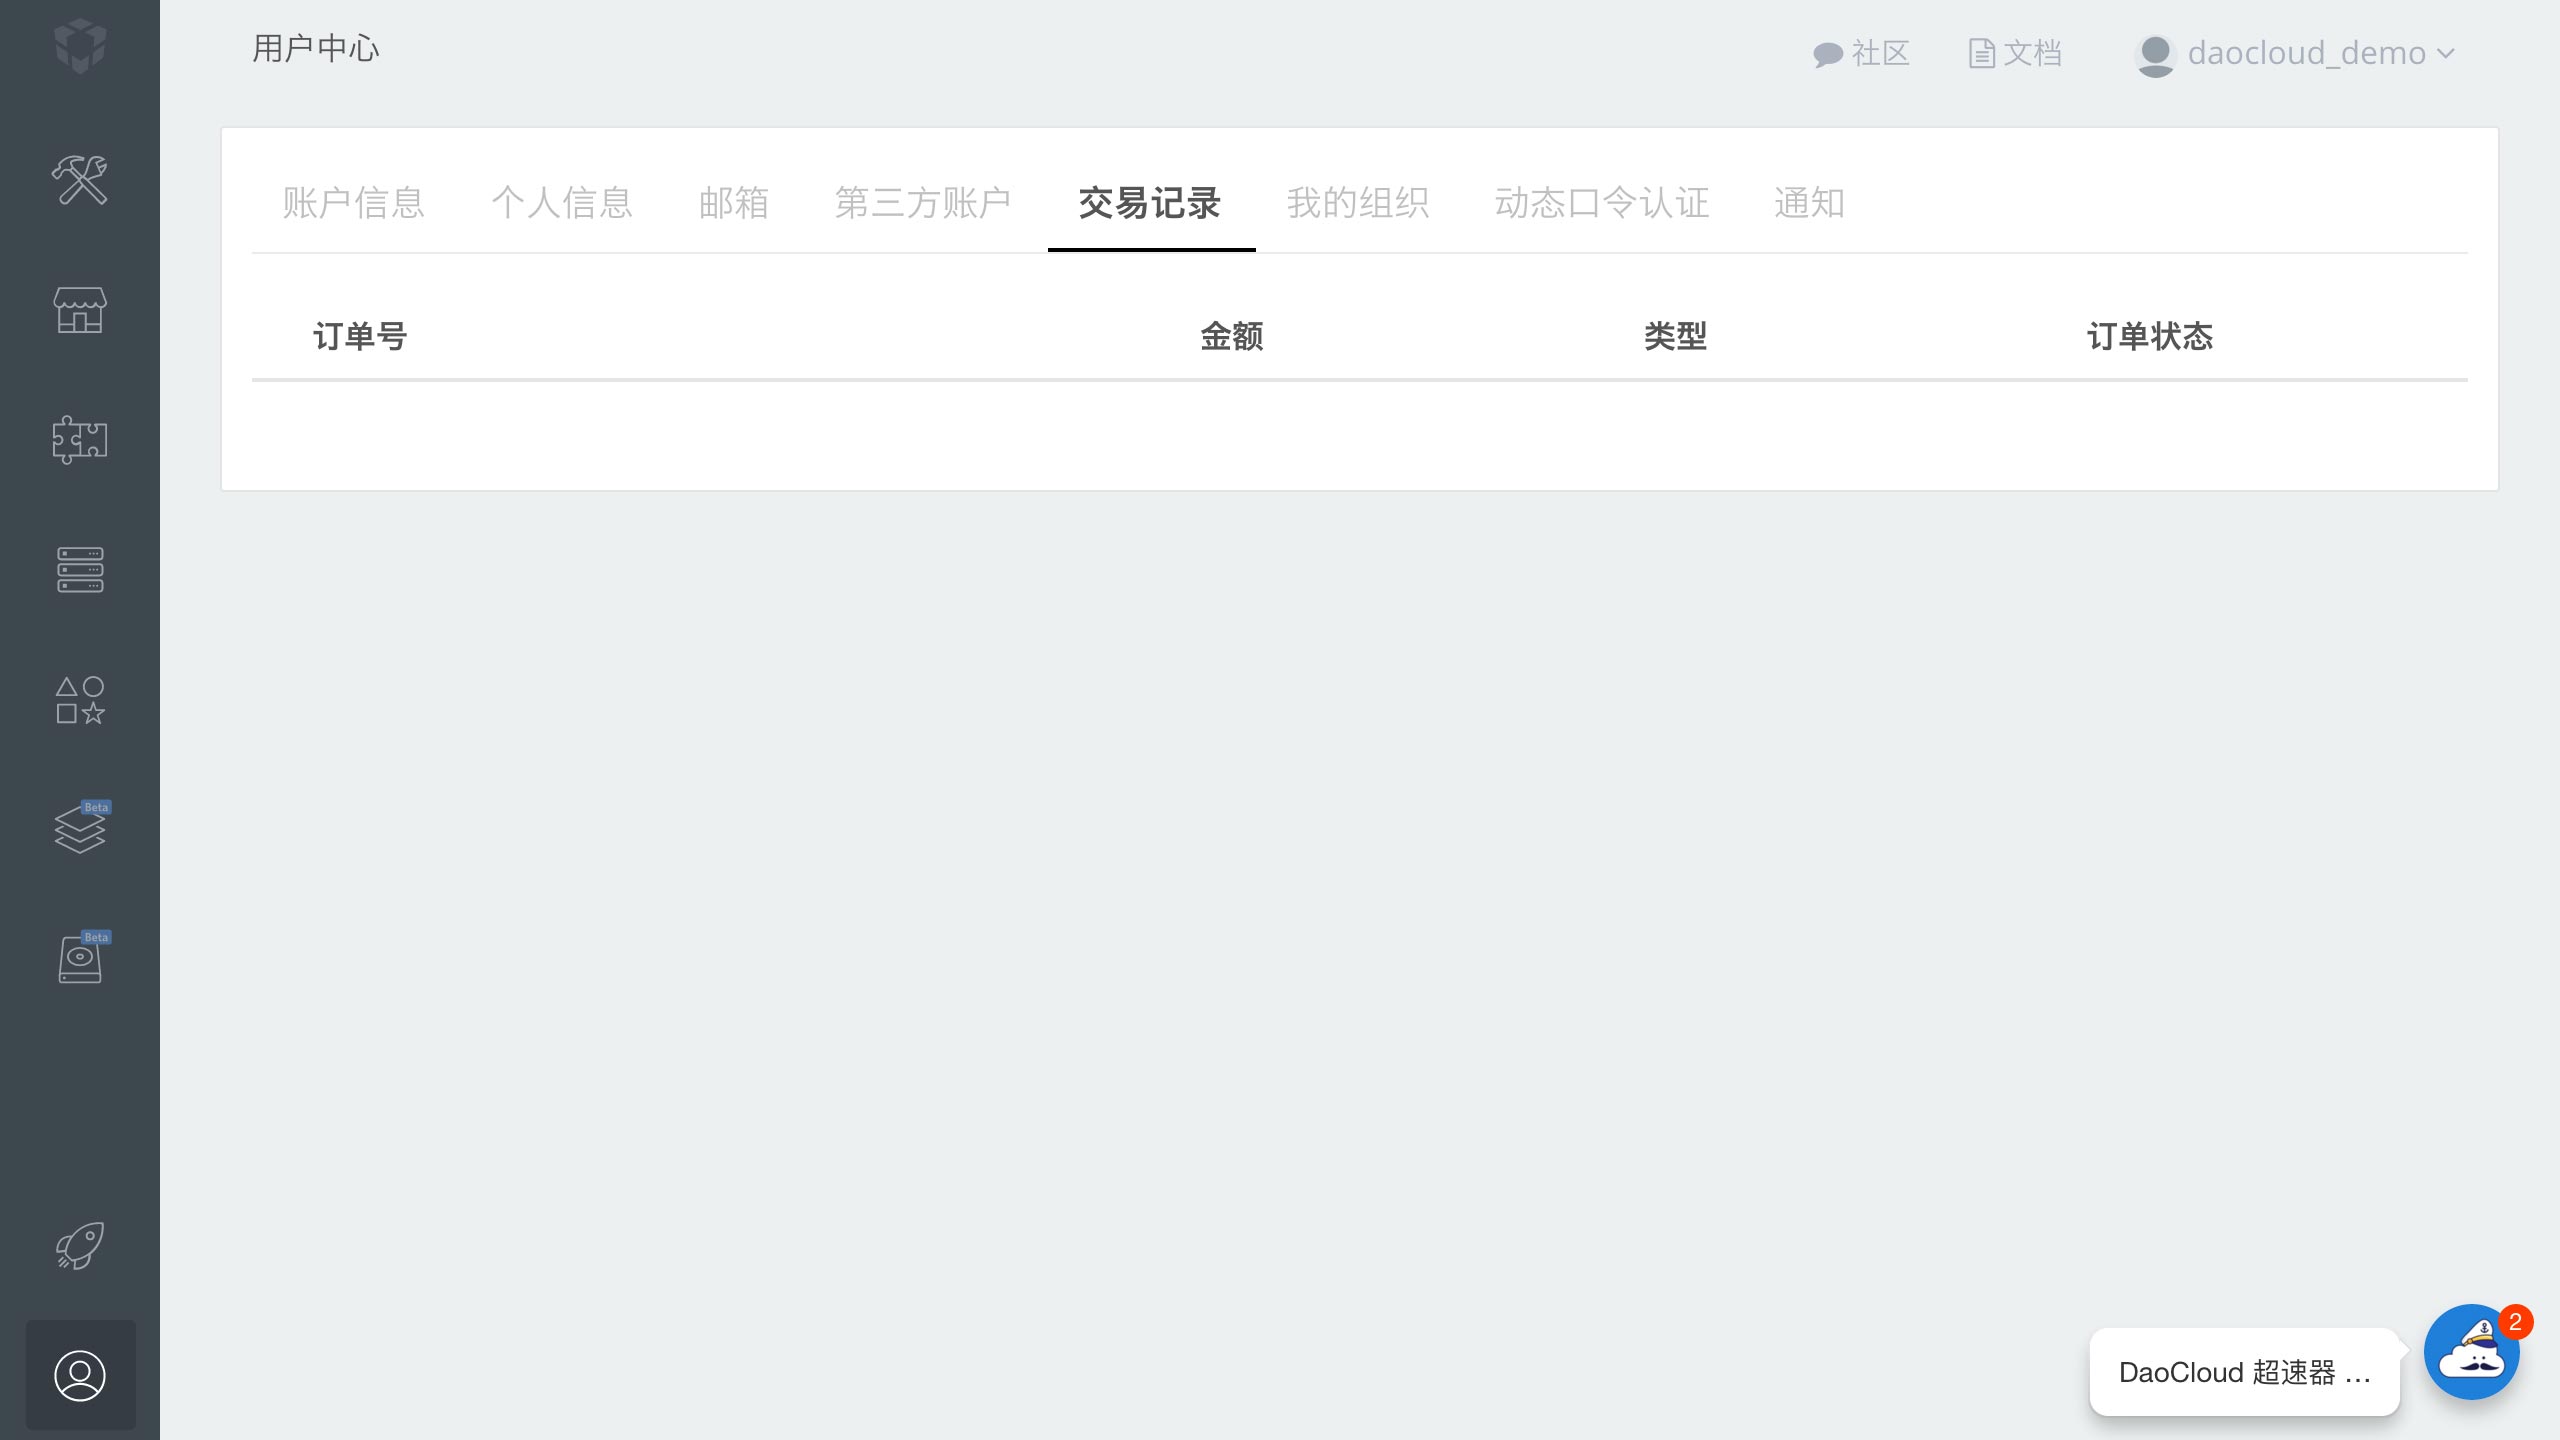 用户中心
社区
文档
daocloud_demo
账户信息 个人信息 邮箱 第三方账户 交易记录 我的组织 动态口令认证 通知
订单号 金额 类型 订单状态
Beta
Beta
2
DaoCloud 超速器 ...